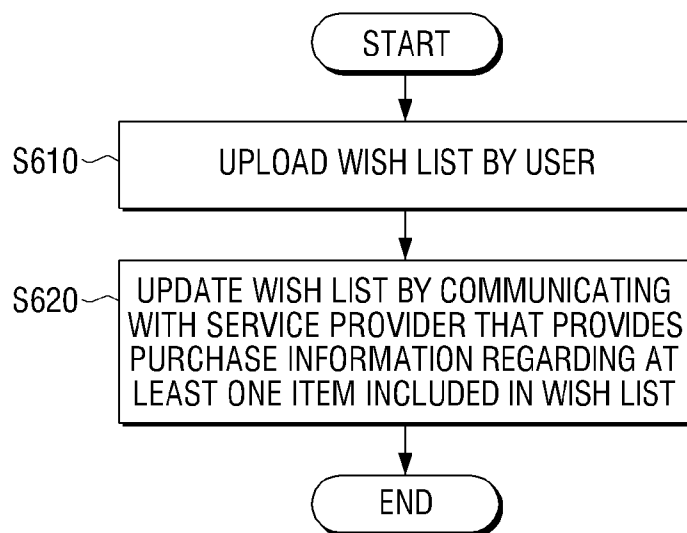 START
S610
UPLOAD WISH LIST BY USER
S620
UPDATE WISH LIST BY COMMUNICATING
WITH SERVICE PROVIDER THAT PROVIDES
PURCHASE INFORMATION REGARDING AT
LEAST ONE ITEM INCLUDED IN WISH LIST
END